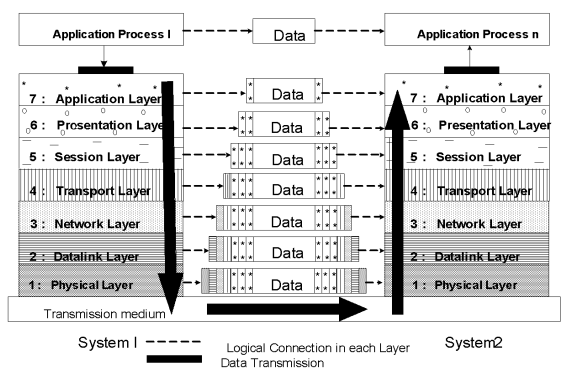 Application Process I
Data
Application Process n
7 : Application Layer
Data
7 : Application Layer
6 : Prosentation Layer
Data
6 : Presentation Layer
5 : Session Layer
Data
5 : Session Layer
4 : Transport Layer
Data
4 : Transport Layer
3 : Network Layer
Data
3 : Network Layer
2 : Datalink Layer
Data
2 : Datalink Layer
1 : Physical Layer
Data
1 : Physical Layer
Transmission medium
System I
Logical Connection in each Layer
System2
Data Transmission